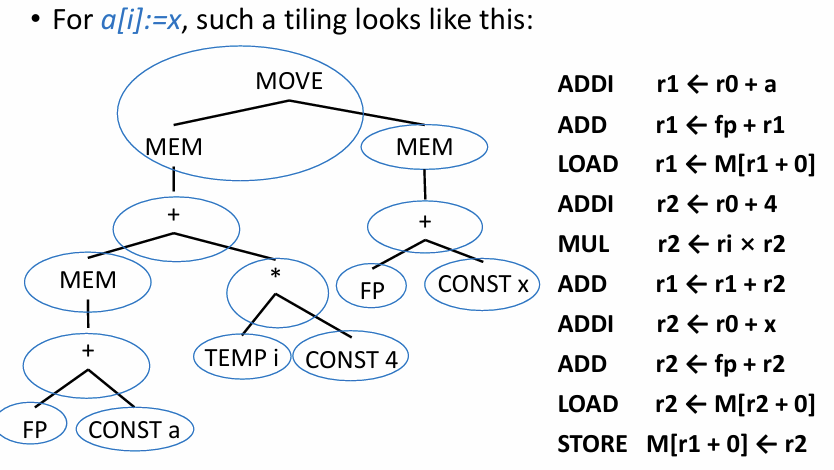 • For a[i]:=x, such a tiling looks like this:
MOVE
MEM MEM
+ +
MEM * FP CONST x
+ TEMP i CONST 4
FP CONST a
ADDI r1 ← r0 + a
ADD r1 ← fp + r1
LOAD r1 ← M[r1 + 0]
ADDI r2 ← r0 + 4
MUL r2 ← ri × r2
ADD r1 ← r1 + r2
ADDI r2 ← r0 + x
ADD r2 ← fp + r2
LOAD r2 ← M[r2 + 0]
STORE M[r1 + 0] ← r2